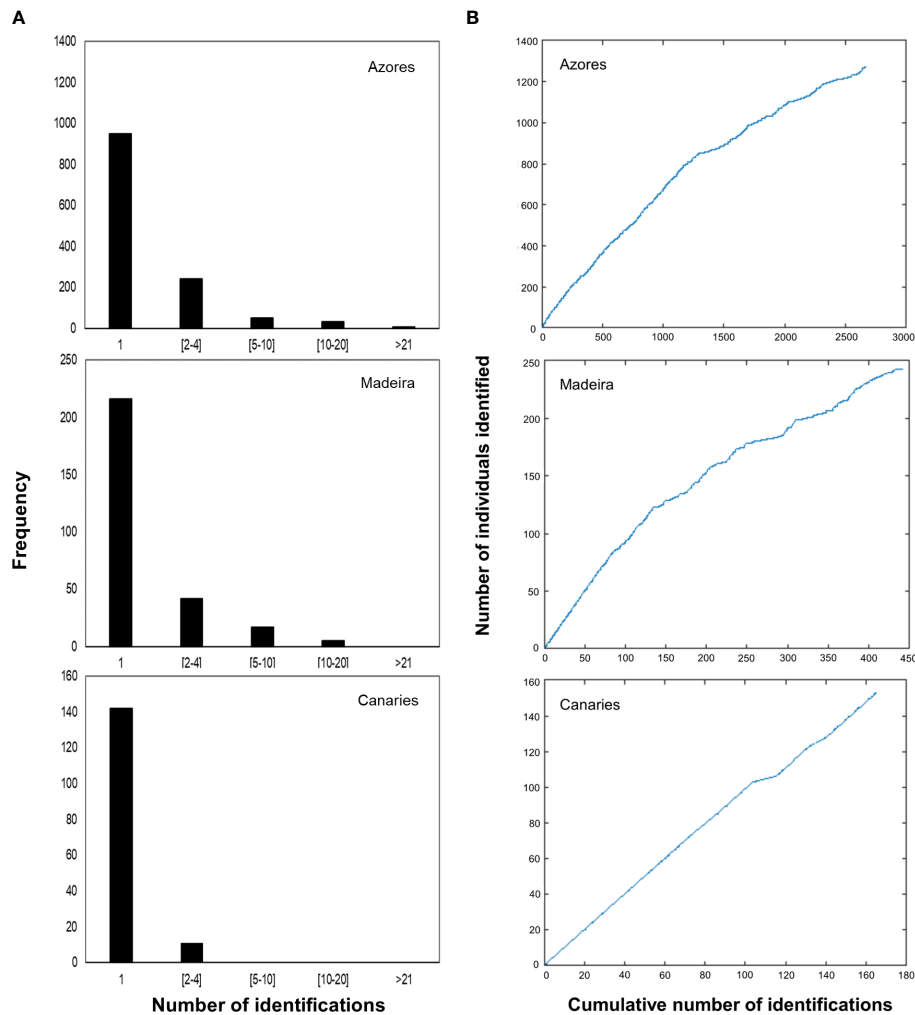 A
1400
1200
1000
800
600
400
200
0
Azores
1 [2-4] [5-10] [10-20] >21
250
200
150
100
50
0
Madeira
1 [2-4] [5-10] [10-20] >21
160
140
120
100
80
60
40
20
0
Canaries
1 [2-4] [5-10] [10-20] >21
Frequency
Number of identifications
B
1400
1200
1000
800
600
400
200
0
Azores
0 500 1000 1500 2000 2500 3000
250
200
150
100
50
0
Madeira
0 50 100 150 200 250 300 350 400 450
160
140
120
100
80
60
40
20
0
Canaries
0 20 40 60 80 100 120 140 160 180
Number of individuals identified
Cumulative number of identifications